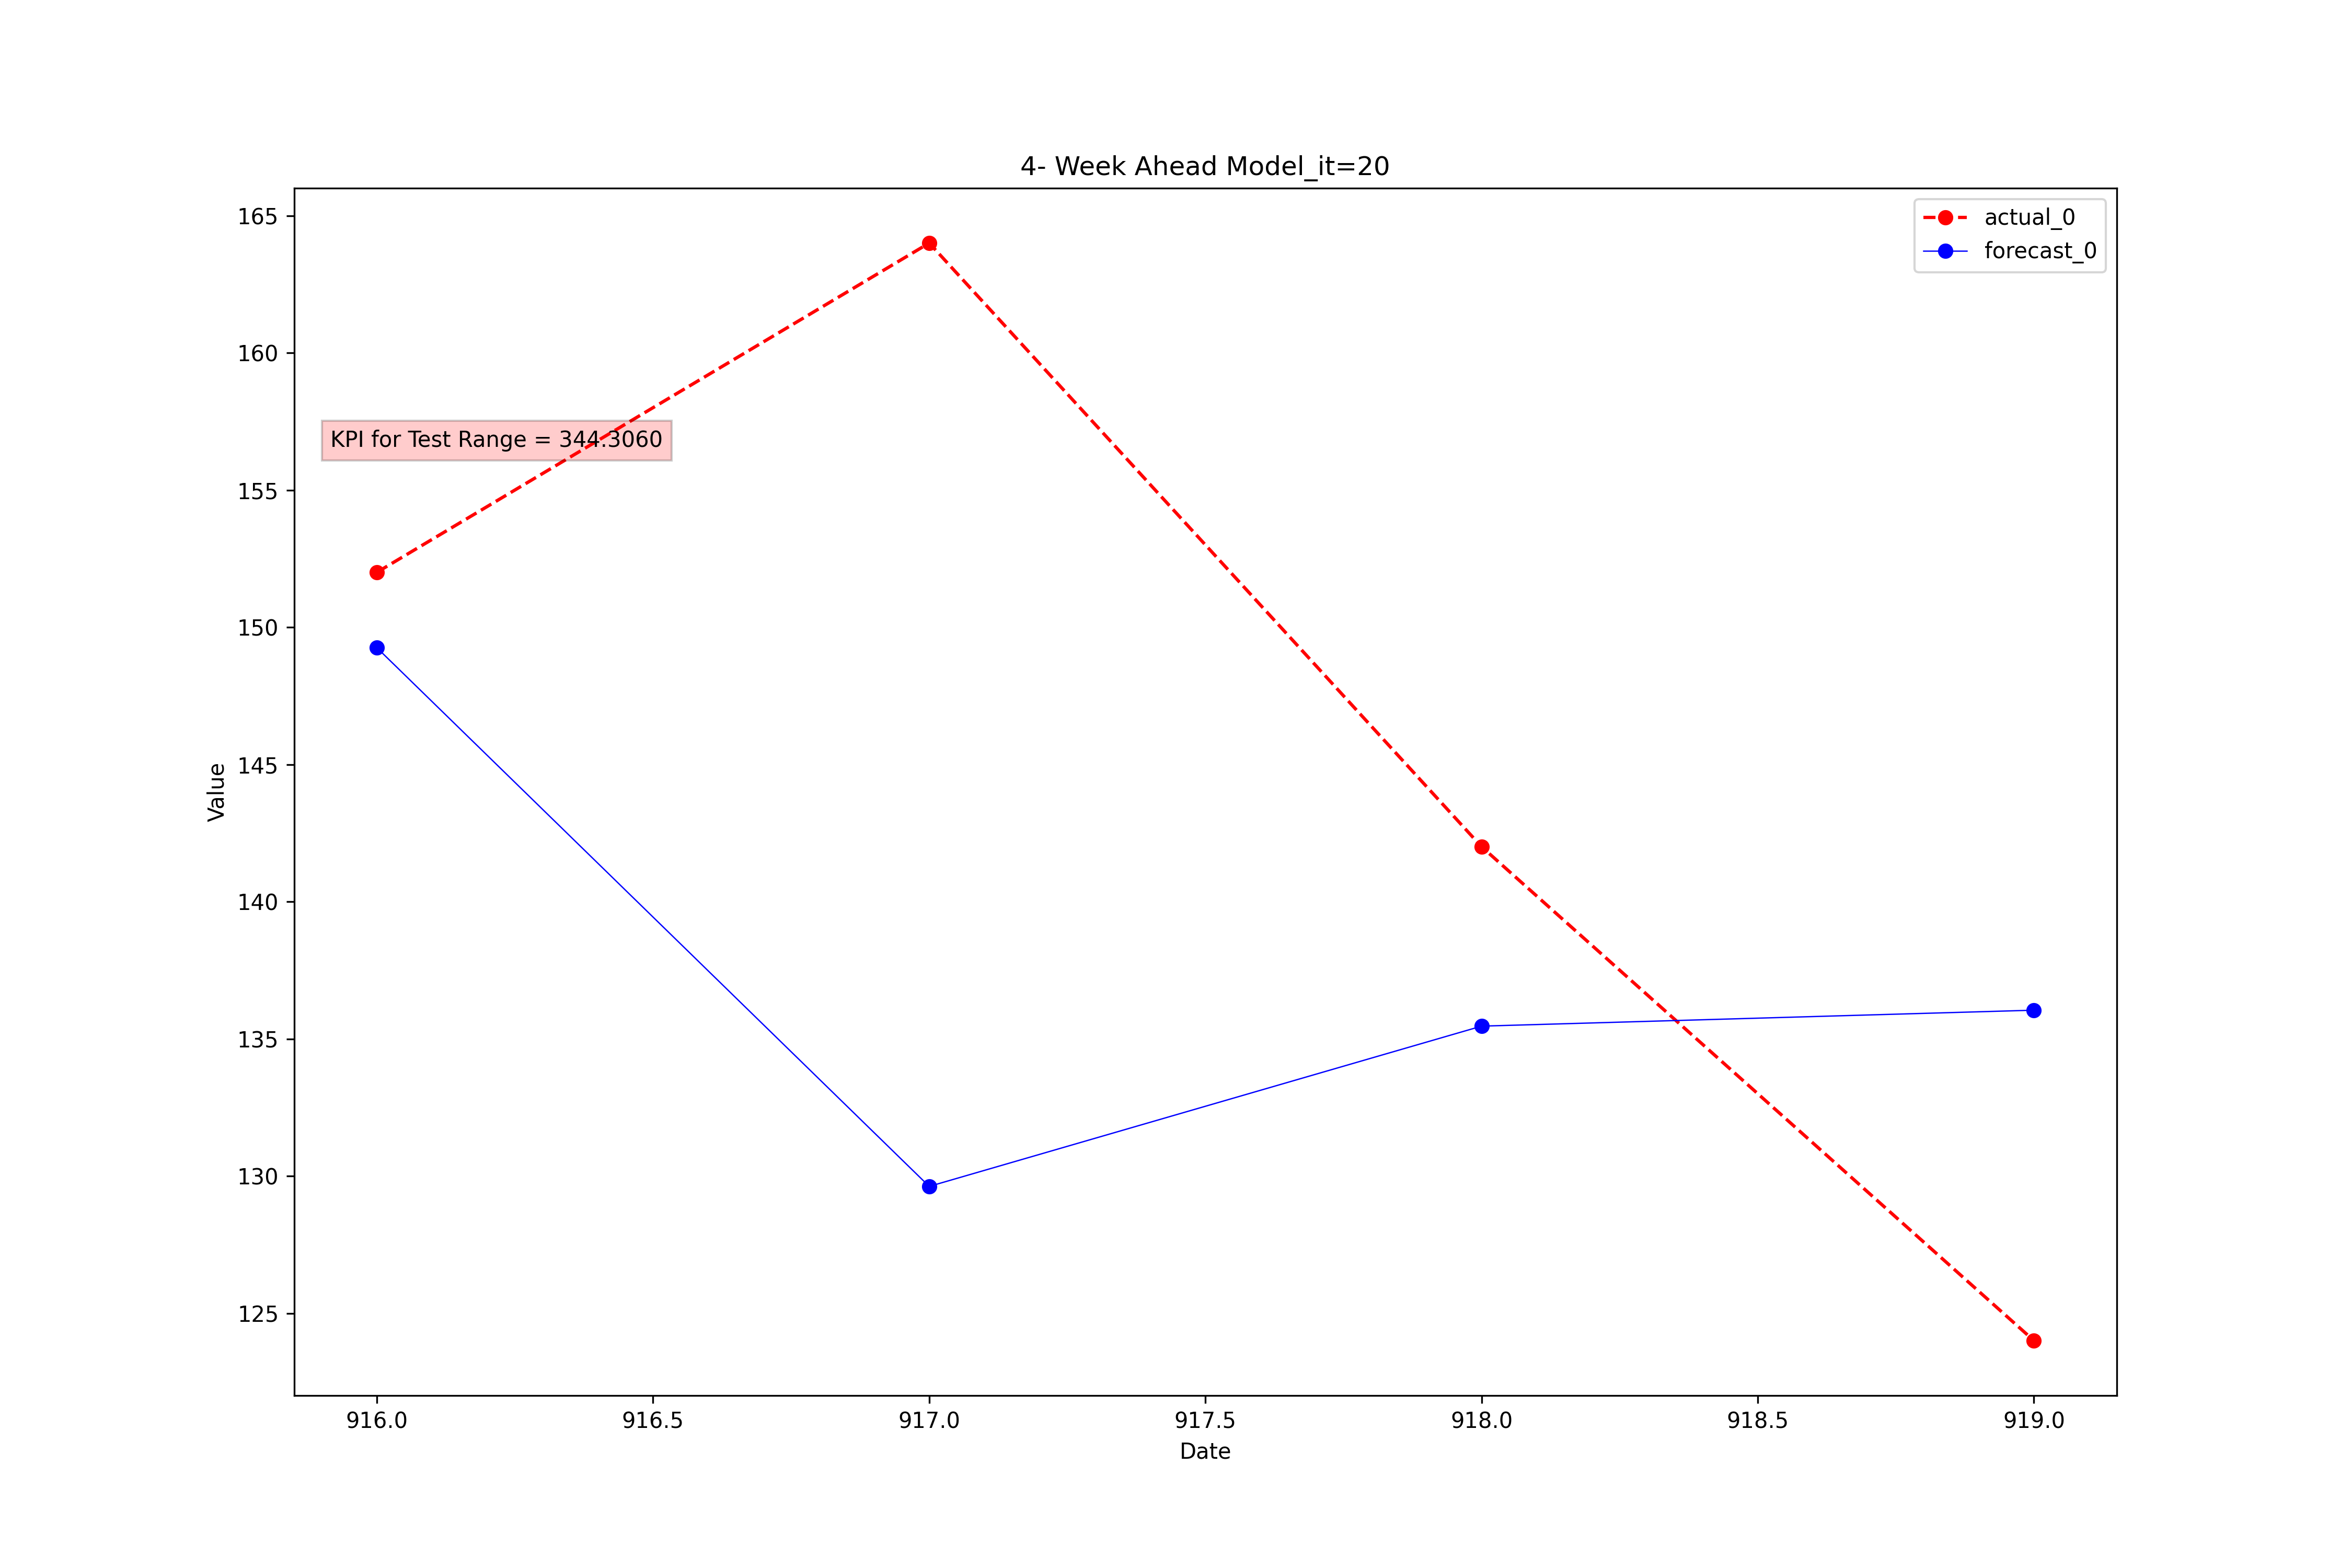 4- Week Ahead Model_it=20
actual_0
forecast_0
KPI for Test Range = 344.3060
Value
165
160
155
150
145
140
135
130
125
916.0 916.5 917.0 917.5 918.0 918.5 919.0
Date